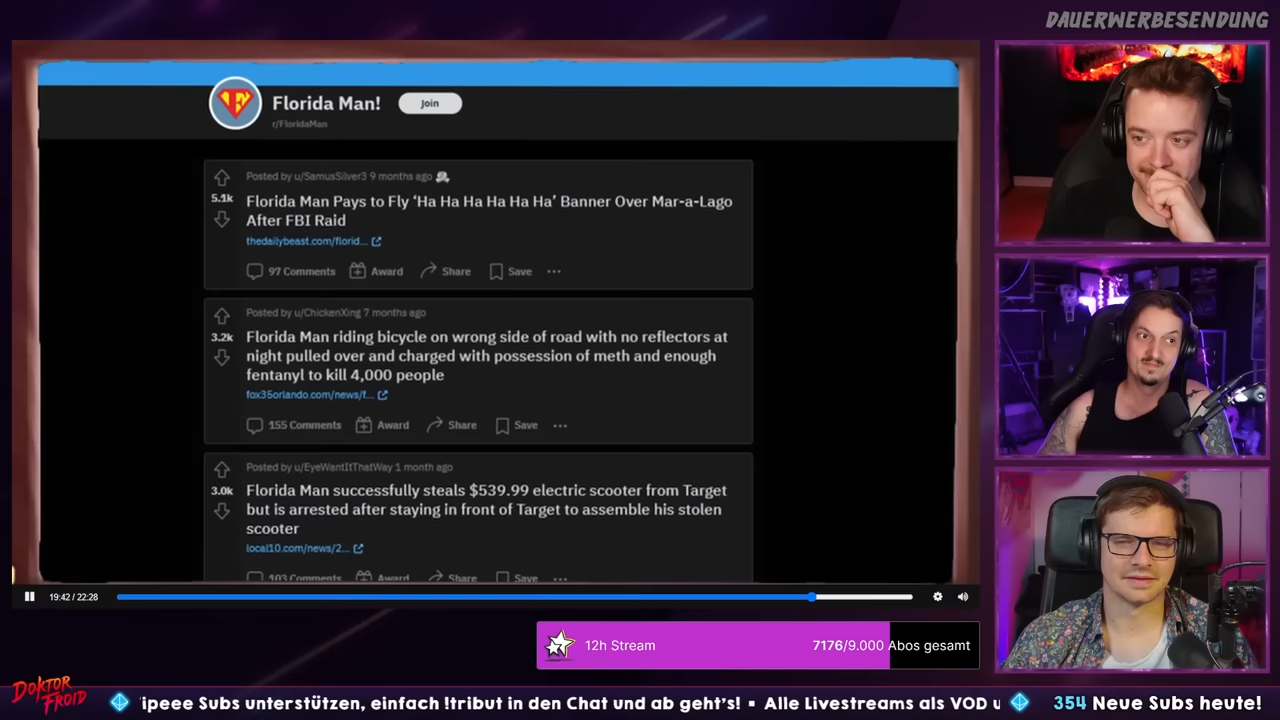 DAUERWERBESENDUNG
Florida Man!
Join
r/FloridaMan
Posted by u/SamusSilver3 9 months ago
5.1k
Florida Man Pays to Fly ‘Ha Ha Ha Ha Ha Ha’ Banner Over Mar-a-Lago
After FBI Raid
thedailybeast.com/florid...
97 Comments Award Share Save ...
Posted by u/ChickenXing 7 months ago
3.2k
Florida Man riding bicycle on wrong side of road with no reflectors at
night pulled over and charged with possession of meth and enough
fentanyl to kill 4,000 people
fox35orlando.com/news/f...
155 Comments Award Share Save ...
Posted by u/EyeWantItThatWay 1 month ago
3.0k
Florida Man successfully steals $539.99 electric scooter from Target
but is arrested after staying in front of Target to assemble his stolen
scooter
local10.com/news/2...
103 Comments Award Share Save ...
19:42 / 22:28
12h Stream 7176/9.000 Abos gesamt
DOKTOR
FROID
ipeee Subs unterstützen, einfach !tribut in den Chat und ab geht's! ▪ Alle Livestreams als VOD u
354 Neue Subs heute!